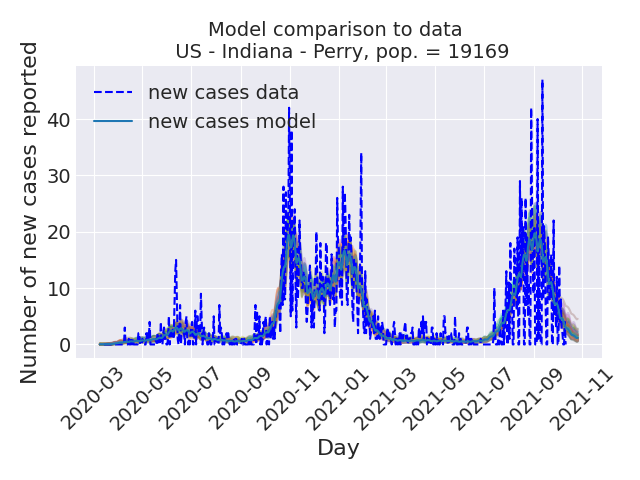 Model comparison to data
US - Indiana - Perry, pop. = 19169
new cases data
new cases model
Number of new cases reported
40
30
20
10
0
2020-03
2020-05
2020-07
2020-09
2020-11
2021-01
2021-03
2021-05
2021-07
2021-09
2021-11
Day